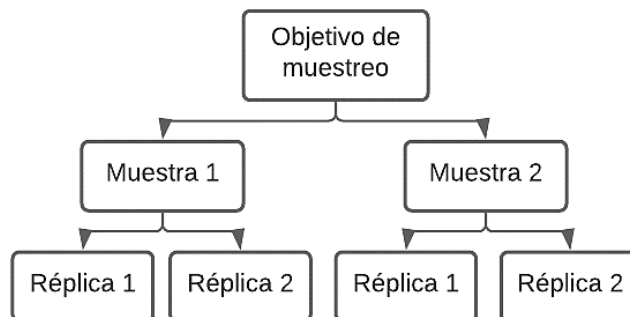 Objetivo de
muestreo
Muestra 1
Muestra 2
Réplica 1
Réplica 2
Réplica 1
Réplica 2